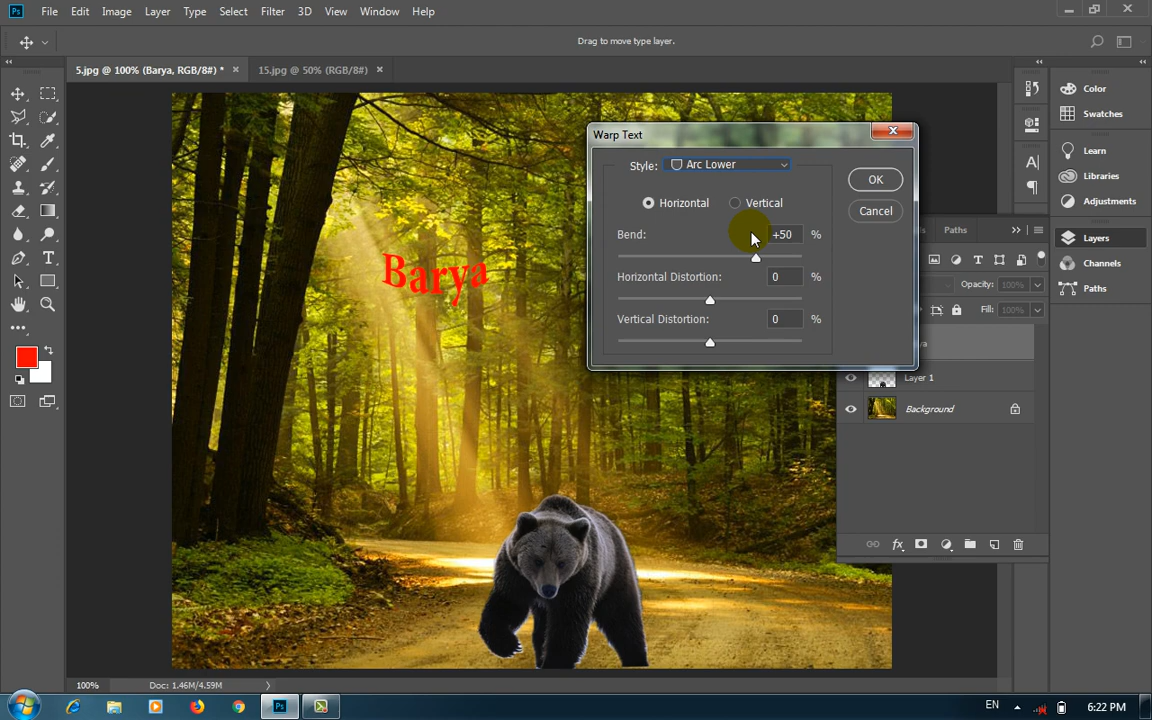 Ps File Edit Image Layer Type Select Filter 3D View Window Help
Drag to move type layer.
5.jpg @ 100% (Barya, RGB/8#) * × 15.jpg @ 50% (RGB/8#) ×
Color
Swatches
Learn
Libraries
Adjustments
Layers
Channels
Paths
Warp Text
Style: Arc Lower
Horizontal Vertical
Bend: +50 %
Horizontal Distortion: 0 %
Vertical Distortion: 0 %
OK
Cancel
Paths
Opacity: 100%
Fill: 100%
Layer 1
Background
Barya
100% Doc: 1.46M/4.59M
Ps EN 6:22 PM